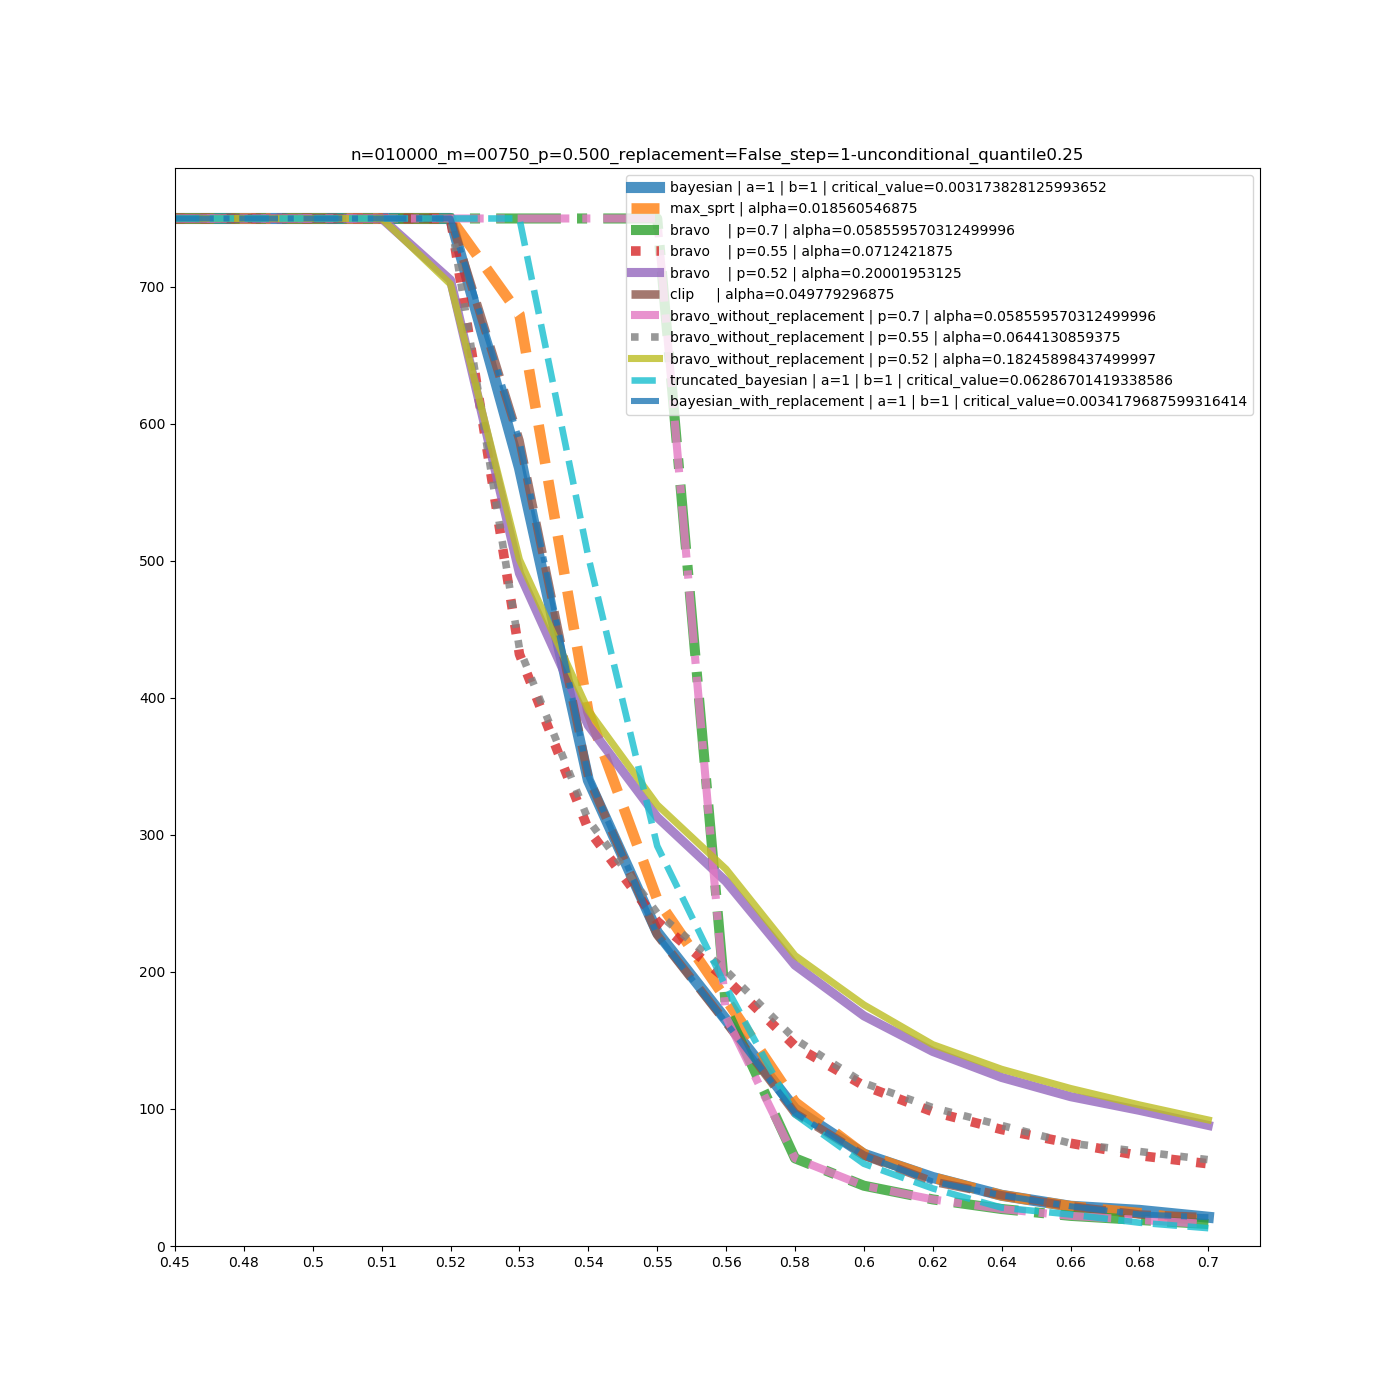 n=010000_m=00750_p=0.500_replacement=False_step=1-unconditional_quantile0.25
bayesian | a=1 | b=1 | critical_value=0.003173828125993652
max_sprt | alpha=0.018560546875
bravo    | p=0.7 | alpha=0.058559570312499996
bravo    | p=0.55 | alpha=0.0712421875
bravo    | p=0.52 | alpha=0.20001953125
clip     | alpha=0.049779296875
bravo_without_replacement | p=0.7 | alpha=0.058559570312499996
bravo_without_replacement | p=0.55 | alpha=0.0644130859375
bravo_without_replacement | p=0.52 | alpha=0.18245898437499997
truncated_bayesian | a=1 | b=1 | critical_value=0.06286701419338586
bayesian_with_replacement | a=1 | b=1 | critical_value=0.0034179687599316414
700
600
500
400
300
200
100
0
0.45 0.48 0.5 0.51 0.52 0.53 0.54 0.55 0.56 0.58 0.6 0.62 0.64 0.66 0.68 0.7